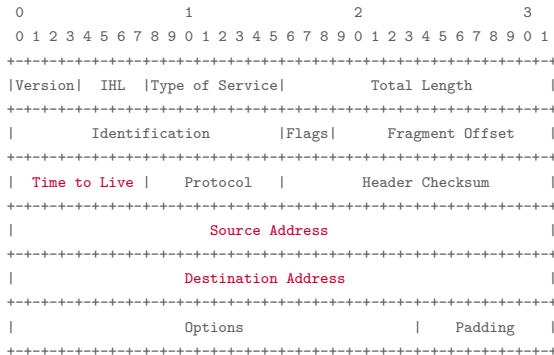 0                   1                   2                   3
0 1 2 3 4 5 6 7 8 9 0 1 2 3 4 5 6 7 8 9 0 1 2 3 4 5 6 7 8 9 0 1
+-+-+-+-+-+-+-+-+-+-+-+-+-+-+-+-+-+-+-+-+-+-+-+-+-+-+-+-+-+-+-+-+
|Version|  IHL  |Type of Service|          Total Length         |
+-+-+-+-+-+-+-+-+-+-+-+-+-+-+-+-+-+-+-+-+-+-+-+-+-+-+-+-+-+-+-+-+
|         Identification        |Flags|      Fragment Offset    |
+-+-+-+-+-+-+-+-+-+-+-+-+-+-+-+-+-+-+-+-+-+-+-+-+-+-+-+-+-+-+-+-+
|  Time to Live |    Protocol   |         Header Checksum       |
+-+-+-+-+-+-+-+-+-+-+-+-+-+-+-+-+-+-+-+-+-+-+-+-+-+-+-+-+-+-+-+-+
|                       Source Address                          |
+-+-+-+-+-+-+-+-+-+-+-+-+-+-+-+-+-+-+-+-+-+-+-+-+-+-+-+-+-+-+-+-+
|                    Destination Address                        |
+-+-+-+-+-+-+-+-+-+-+-+-+-+-+-+-+-+-+-+-+-+-+-+-+-+-+-+-+-+-+-+-+
|                    Options                    |    Padding    |
+-+-+-+-+-+-+-+-+-+-+-+-+-+-+-+-+-+-+-+-+-+-+-+-+-+-+-+-+-+-+-+-+